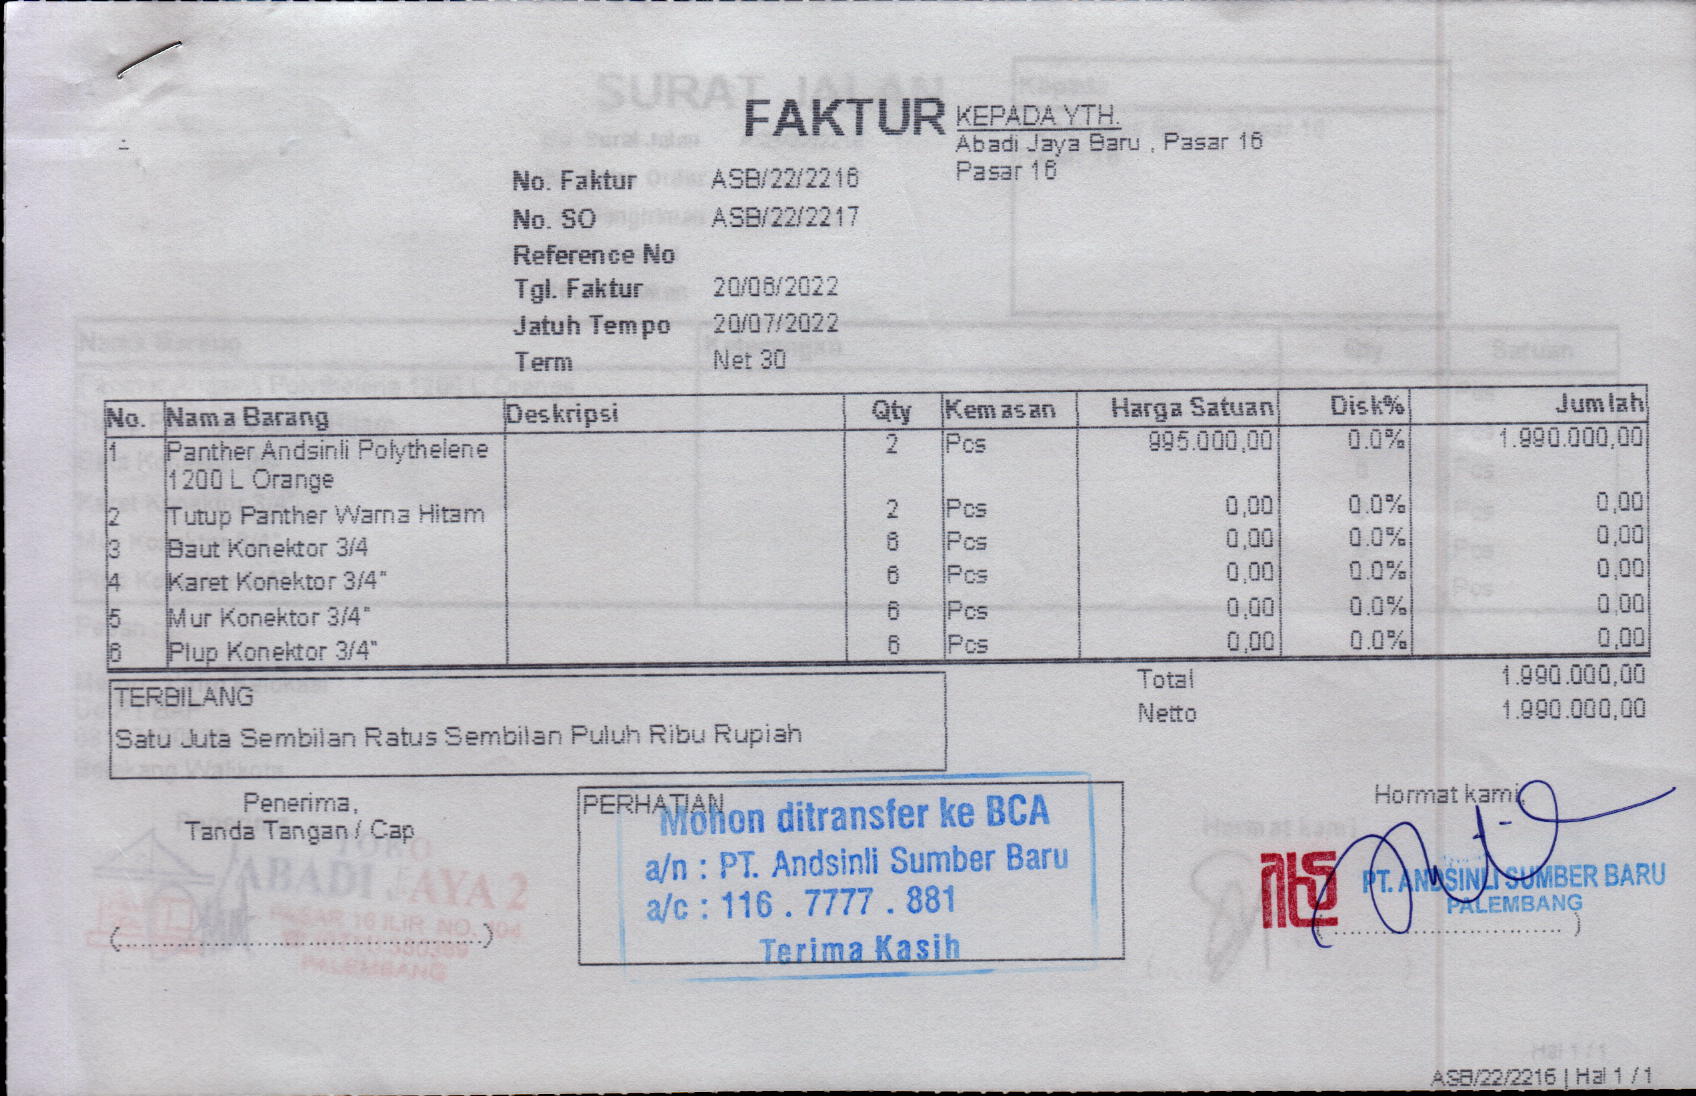 FAKTUR
KEPADA YTH.
Abadi Jaya Baru , Pasar 16
Pasar 16
No. Faktur ASB/22/2216
No. SO ASB/22/2217
Reference No
Tgl. Faktur 20/06/2022
Jatuh Tempo 20/07/2022
Term Net 30
No. Nama Barang Deskripsi Qty Kemasan Harga Satuan Disk% Jumlah
1 Panther Andsinli Polythelene 2 Pcs 995.000,00 0.0% 1.990.000,00
1200 L Orange
2 Tutup Panther Warna Hitam 2 Pcs 0,00 0.0% 0,00
3 Baut Konektor 3/4 6 Pcs 0,00 0.0% 0,00
4 Karet Konektor 3/4" 6 Pcs 0,00 0.0% 0,00
5 Mur Konektor 3/4" 6 Pcs 0,00 0.0% 0,00
6 Plup Konektor 3/4" 6 Pcs 0,00 0.0% 0,00
Total 1.990.000,00
Netto 1.990.000,00
TERBILANG
Satu Juta Sembilan Ratus Sembilan Puluh Ribu Rupiah
Penerima,
Tanda Tangan / Cap
TOKO
ABADI JAYA 2
PASAR 16 ILIR NO.
PALEMBANG
(..........................................)
PERHATIAN
Mohon ditransfer ke BCA
a/n : PT. Andsinli Sumber Baru
a/c : 116 . 7777 . 881
Terima Kasih
Hormat kami,
PT. ANDSINLI SUMBER BARU
PALEMBANG
(..............................)
ASB/22/2216 | Hal 1 / 1